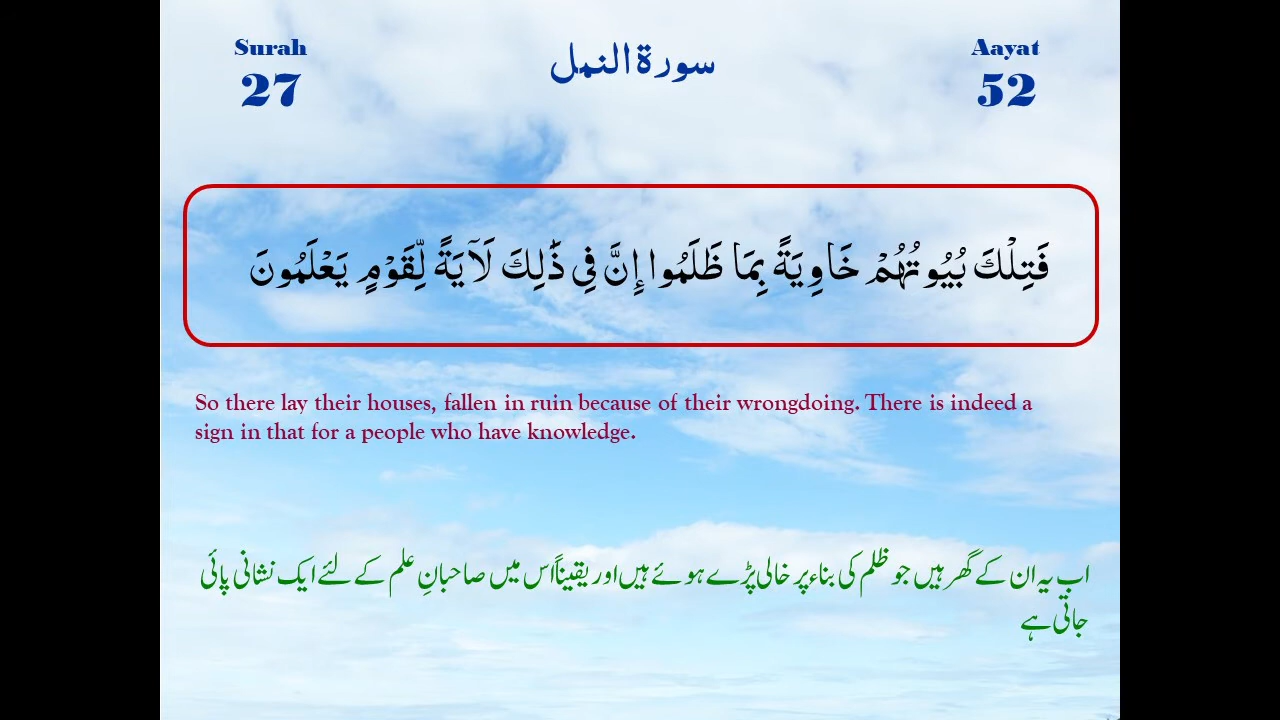 Surah
27
سورة النمل
Aayat
52
فَتِلْكَ بُيُوتُهُمْ خَاوِيَةً بِمَا ظَلَمُوا إِنَّ فِي ذَٰلِكَ لَآيَةً لِّقَوْمٍ يَعْلَمُونَ
So there lay their houses, fallen in ruin because of their wrongdoing. There is indeed a
sign in that for a people who have knowledge.
اب یہ ان کے گھر ہیں جو ظلم کی بناء پر خالی پڑے ہوئے ہیں اور یقیناً اس میں صاحبانِ علم کے لئے ایک نشانی پائی
جاتی ہے